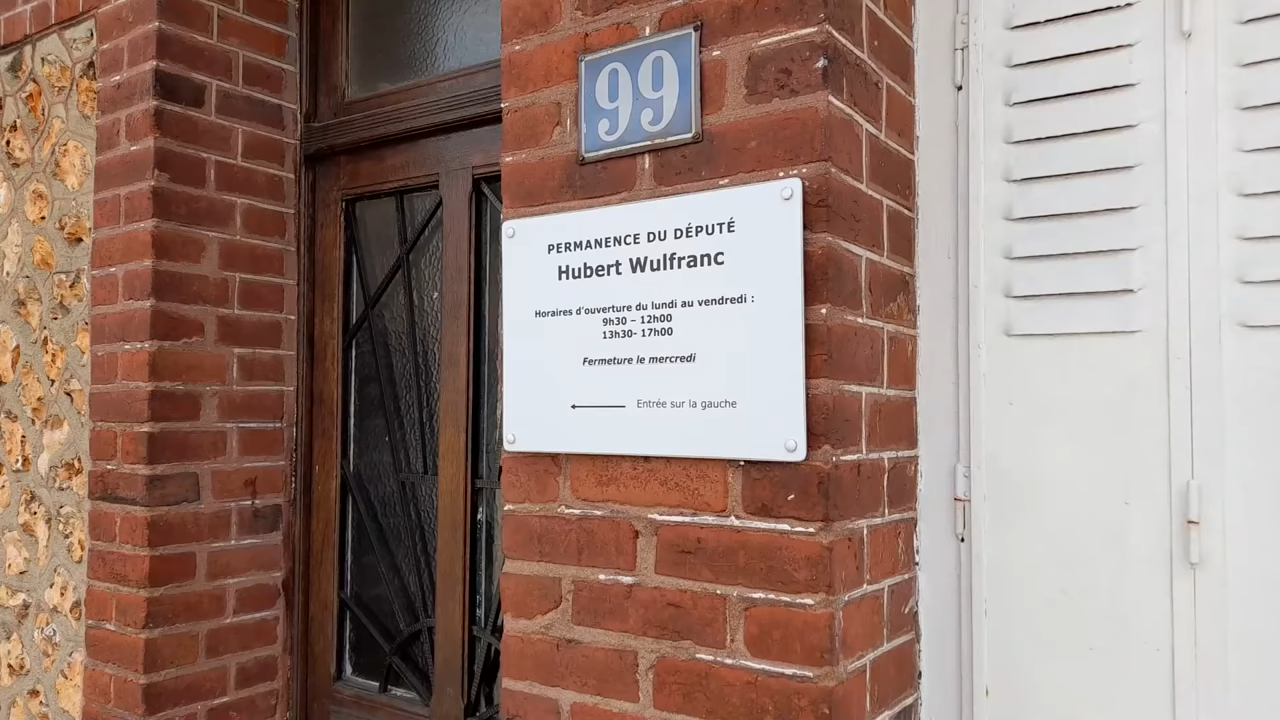 99
PERMANENCE DU DÉPUTÉ
Hubert Wulfranc
Horaires d'ouverture du lundi au vendredi :
9h30 – 12h00
13h30- 17h00
Fermeture le mercredi
Entrée sur la gauche